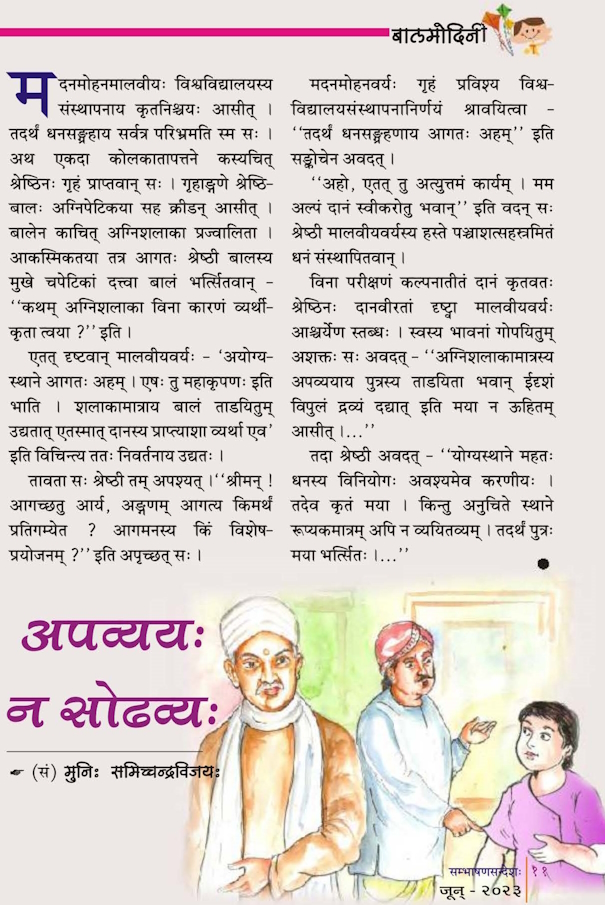 बालमोदिनी
मदनमोहनमालवीयः विश्वविद्यालयस्य
संस्थापनाय कृतनिश्चयः आसीत् ।
तदर्थं धनसङ्ग्रहाय सर्वत्र परिभ्रमति स्म सः ।
अथ एकदा कोलकातापत्तने कस्यचित्
श्रेष्ठिनः गृहं प्राप्तवान् सः । गृहाङ्गणे श्रेष्ठि-
बालः अग्निपेटिकया सह क्रीडन् आसीत् ।
बालेन काचित् अग्निशलाका प्रज्वालिता ।
आकस्मिकतया तत्र आगतः श्रेष्ठी बालस्य
मुखे चपेटिकां दत्त्वा बालं भर्त्सितवान् -
‘‘कथम् अग्निशलाका विना कारणं व्यर्थी-
कृता त्वया ?’’ इति ।
एतत् दृष्टवान् मालवीयवर्यः - ‘अयोग्य-
स्थाने आगतः अहम् । एषः तु महाकृपणः इति
भाति । शलाकामात्राय बालं ताडयितुम्
उद्यतात् एतस्मात् दानस्य प्राप्त्याशा व्यर्था एव’
इति विचिन्त्य ततः निवर्तनाय उद्यतः ।
तावता सः श्रेष्ठी तम् अपश्यत् । ‘‘श्रीमन् !
आगच्छतु आर्य, अङ्गणम् आगत्य किमर्थं
प्रतिगम्येत ? आगमनस्य किं विशेष-
प्रयोजनम् ?’’ इति अपृच्छत् सः ।
मदनमोहनवर्यः गृहं प्रविश्य विश्व-
विद्यालयसंस्थापनानिर्णयं श्रावयित्वा -
‘‘तदर्थं धनसङ्ग्रहणाय आगतः अहम्’’ इति
सङ्कोचेन अवदत् ।
‘‘अहो, एतत् तु अत्युत्तमं कार्यम् । मम
अल्पं दानं स्वीकरोतु भवान्’’ इति वदन् सः
श्रेष्ठी मालवीयवर्यस्य हस्ते पञ्चाशत्सहस्रमितं
धनं संस्थापितवान् ।
विना परीक्षणं कल्पनातीतं दानं कृतवतः
श्रेष्ठिनः दानवीरतां दृष्ट्वा मालवीयवर्यः
आश्चर्येण स्तब्धः । स्वस्य भावनां गोपयितुम्
अशक्तः सः अवदत् - ‘‘अग्निशलाकामात्रस्य
अपव्ययाय पुत्रस्य ताडयिता भवान् ईदृशं
विपुलं द्रव्यं दद्यात् इति मया न ऊहितम्
आसीत् ।...’’
तदा श्रेष्ठी अवदत् - ‘‘योग्यस्थाने महतः
धनस्य विनियोगः अवश्यमेव करणीयः ।
तदेव कृतं मया । किन्तु अनुचिते स्थाने
रूप्यकमात्रम् अपि न व्ययितव्यम् । तदर्थं पुत्रः
मया भर्त्सितः ।...’’
अपव्ययः
न सोढव्यः
☛ (सं) मुनिः समिच्चन्द्रविजयः
सम्भाषणसन्देशः ११
जून् - २०२३